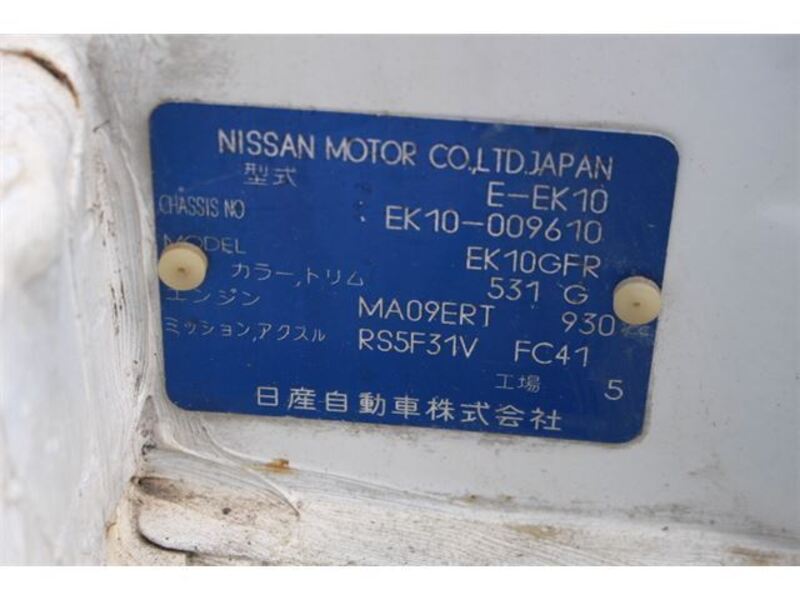 NISSAN MOTOR CO.,LTD.JAPAN
型式 E-EK10
CHASSIS NO EK10-009610
MODEL EK10GFR
カラー,トリム 531 G
エンジン MA09ERT 930cc
ミッション,アクスル RS5F31V FC41
工場 5
日産自動車株式会社